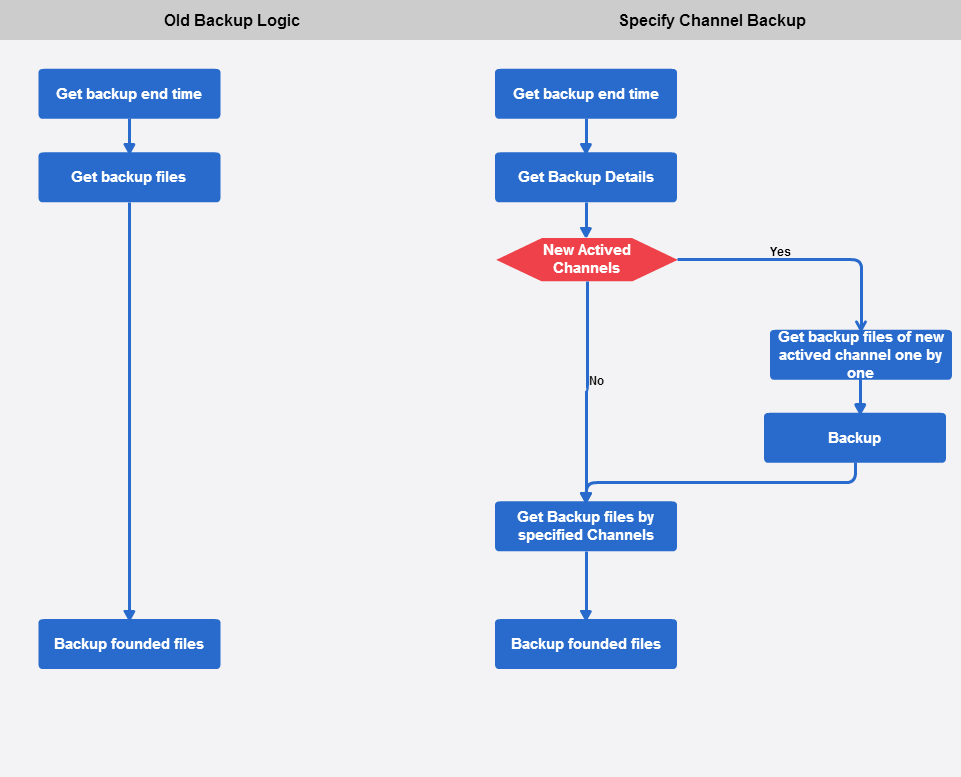 Old Backup Logic
Specify Channel Backup
Get backup end time
Get backup files
Backup founded files
Get backup end time
Get Backup Details
New Actived
Channels
Yes
No
Get backup files of new
actived channel one by
one
Backup
Get Backup files by
specified Channels
Backup founded files